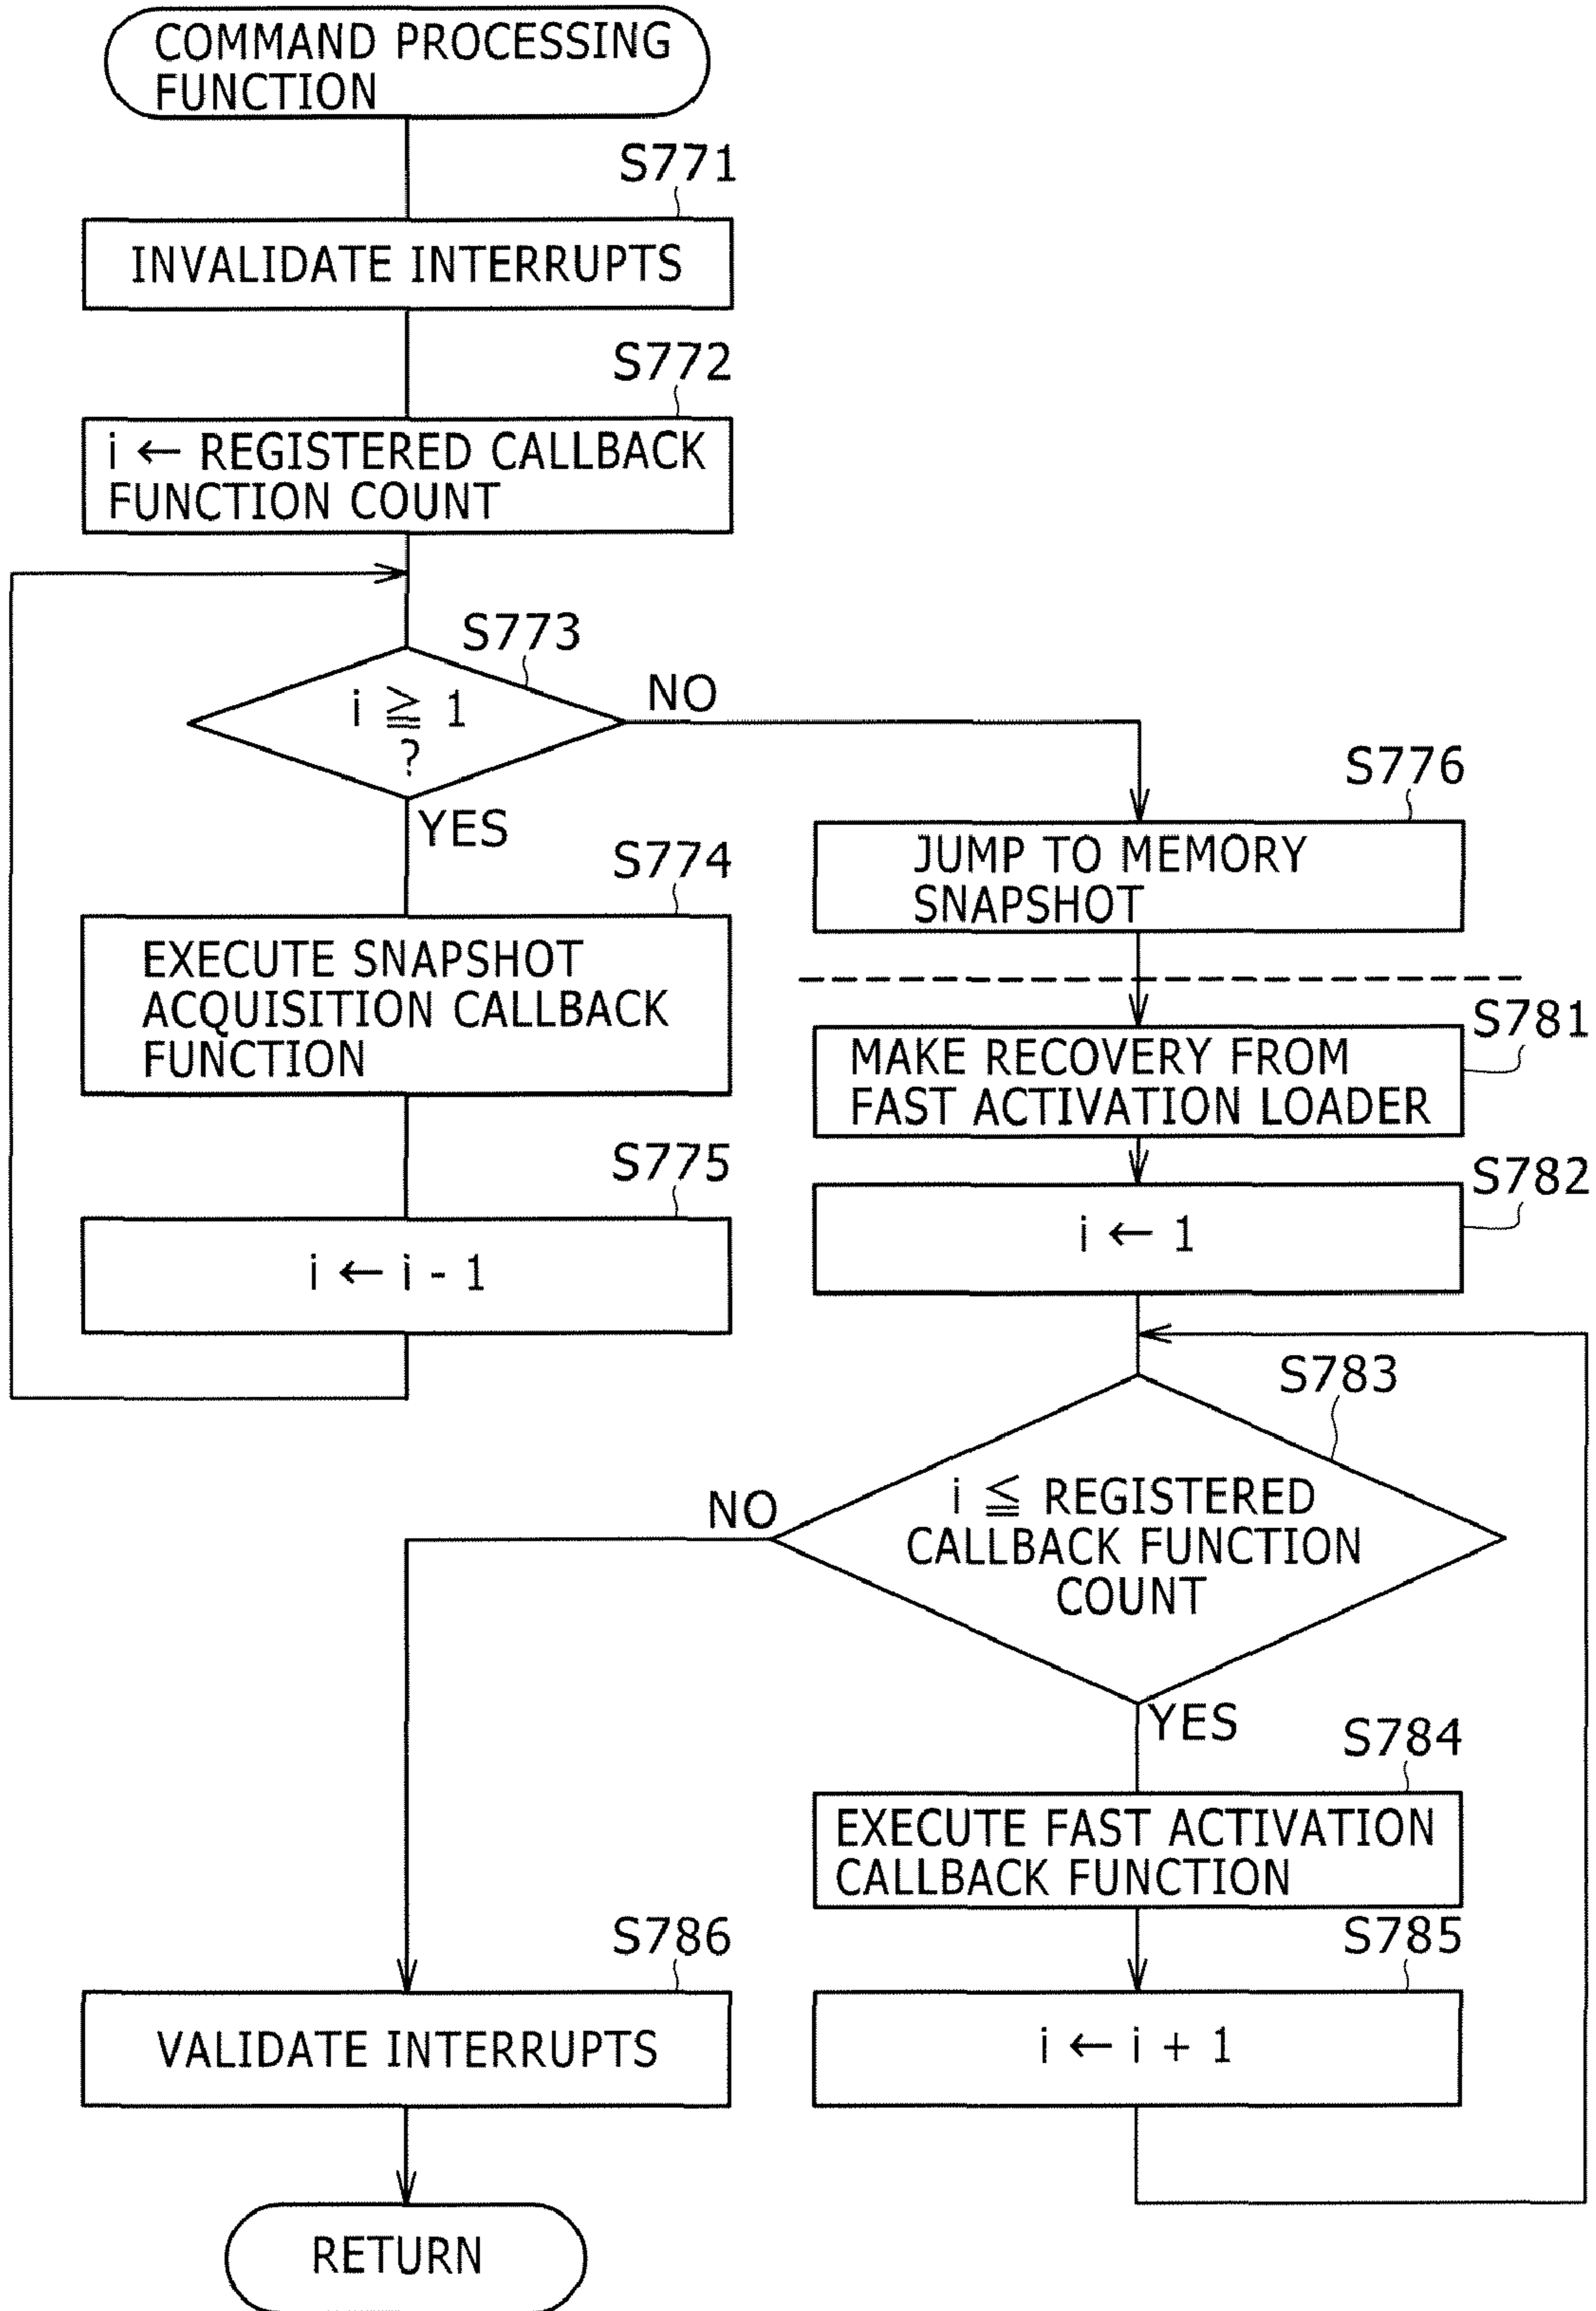 COMMAND PROCESSING
FUNCTION
S771
INVALIDATE INTERRUPTS
S772
i ← REGISTERED CALLBACK
FUNCTION COUNT
S773
i ≧ 1
?
NO
YES
S774
EXECUTE SNAPSHOT
ACQUISITION CALLBACK
FUNCTION
S775
i ← i - 1
S776
JUMP TO MEMORY
SNAPSHOT
S781
MAKE RECOVERY FROM
FAST ACTIVATION LOADER
S782
i ← 1
S783
i ≦ REGISTERED
CALLBACK FUNCTION
COUNT
NO
YES
S784
EXECUTE FAST ACTIVATION
CALLBACK FUNCTION
S785
i ← i + 1
S786
VALIDATE INTERRUPTS
RETURN